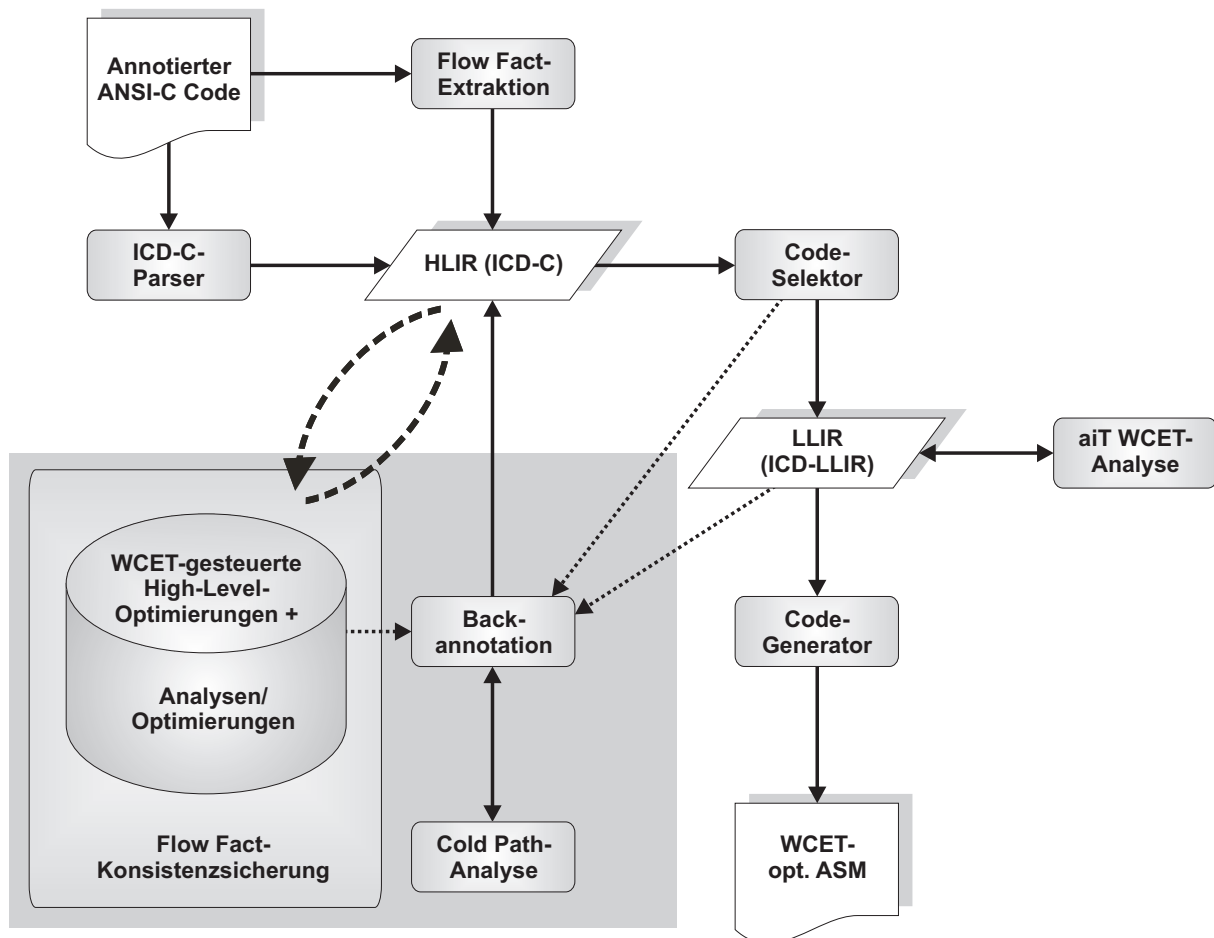 Annotierter
ANSI-C Code
Flow Fact-
Extraktion
ICD-C-
Parser
HLIR (ICD-C)
Code-
Selektor
LLIR
(ICD-LLIR)
aiT WCET-
Analyse
WCET-gesteuerte
High-Level-
Optimierungen +
Analysen/
Optimierungen
Back-
annotation
Code-
Generator
Flow Fact-
Konsistenzsicherung
Cold Path-
Analyse
WCET-
opt. ASM